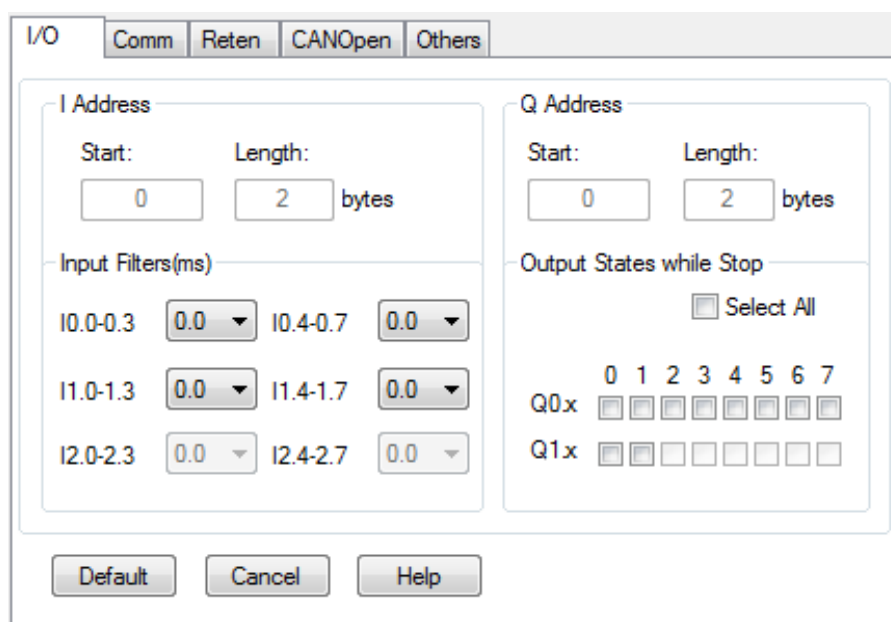 I/O Comm Reten CANOpen Others
I Address
Start: Length:
0 2 bytes
Input Filters(ms)
I0.0-0.3 0.0 I0.4-0.7 0.0
I1.0-1.3 0.0 I1.4-1.7 0.0
I2.0-2.3 0.0 I2.4-2.7 0.0
Q Address
Start: Length:
0 2 bytes
Output States while Stop
Select All
0 1 2 3 4 5 6 7
Q0.x
Q1.x
Default Cancel Help